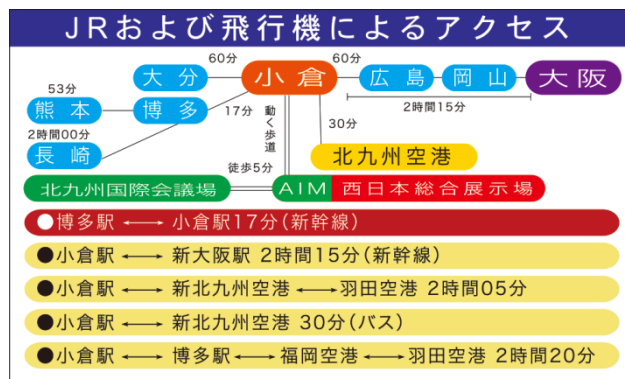 JRおよび飛行機によるアクセス
60分
60分
大分
小倉
広島
岡山
大阪
53分
熊本
博多
17分
動く歩道
2時間15分
30分
2時間00分
長崎
北九州空港
徒歩5分
北九州国際会議場
AIM
西日本総合展示場
●博多駅 ←→ 小倉駅17分(新幹線)
●小倉駅 ←→ 新大阪駅 2時間15分(新幹線)
●小倉駅 ←→ 新北九州空港 ←→羽田空港 2時間05分
●小倉駅 ←→ 新北九州空港 30分(バス)
●小倉駅 ←→ 博多駅←→福岡空港 ←→羽田空港 2時間20分